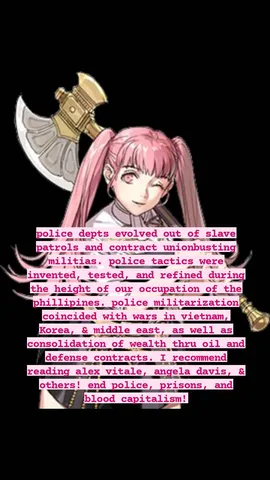 police depts evolved out of slave
patrols and contract unionbusting
militias. police tactics were
invented, tested, and refined during
the height of our occupation of the
phillipines. police militarization
coincided with wars in vietnam,
Korea, & middle east, as well as
consolidation of wealth thru oil and
defense contracts. I recommend
reading alex vitale, angela davis, &
others! end police, prisons, and
blood capitalism!